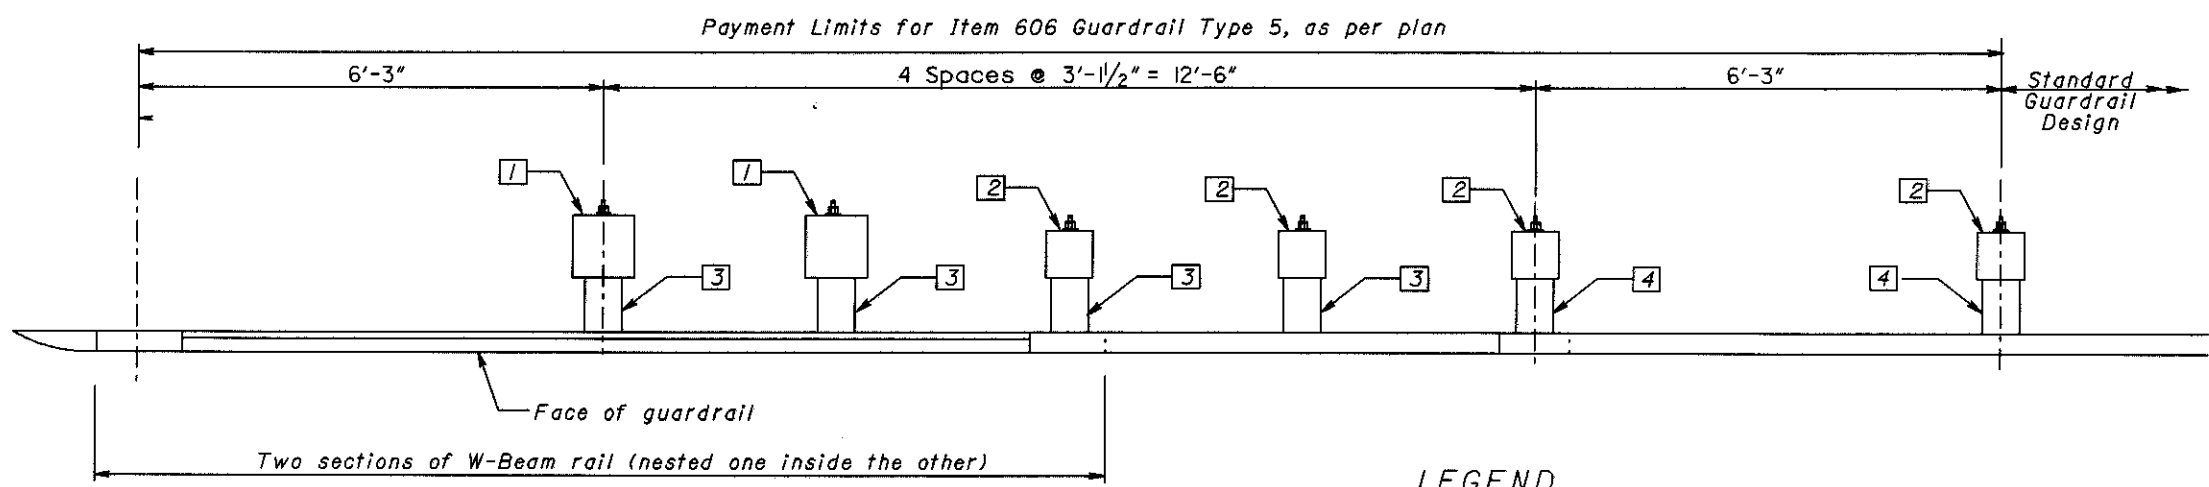 Payment Limits for Item 606 Guardrail Type 5, as per plan
6'-3"
4 Spaces @ 3'-1 1/2" = 12'-6"
6'-3"
Standard
Guardrail
Design
1
1
2
2
2
2
3
3
3
3
4
4
Face of guardrail
Two sections of W-Beam rail (nested one inside the other)
LEGEND